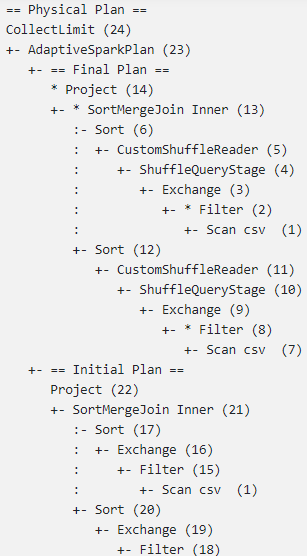 == Physical Plan ==
CollectLimit (24)
+- AdaptiveSparkPlan (23)
   +- == Final Plan ==
      * Project (14)
      +- * SortMergeJoin Inner (13)
         :- Sort (6)
         :  +- CustomShuffleReader (5)
         :     +- ShuffleQueryStage (4)
         :        +- Exchange (3)
         :           +- * Filter (2)
         :              +- Scan csv  (1)
         +- Sort (12)
            +- CustomShuffleReader (11)
               +- ShuffleQueryStage (10)
                  +- Exchange (9)
                     +- * Filter (8)
                        +- Scan csv  (7)
   +- == Initial Plan ==
      Project (22)
      +- SortMergeJoin Inner (21)
         :- Sort (17)
         :  +- Exchange (16)
         :     +- Filter (15)
         :        +- Scan csv  (1)
         +- Sort (20)
            +- Exchange (19)
               +- Filter (18)